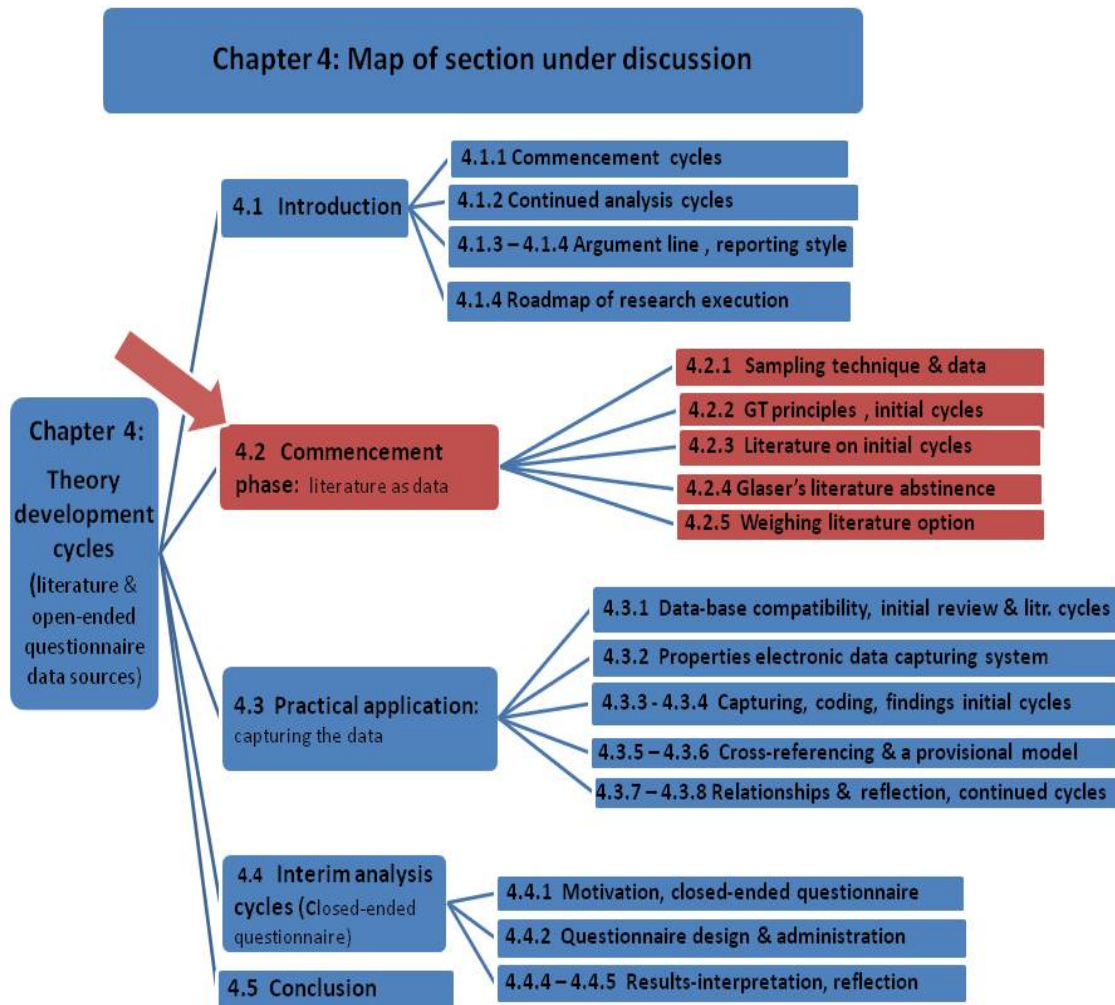 Chapter 4: Map of section under discussion
4.1.1 Commencement cycles
4.1 Introduction
4.1.2 Continued analysis cycles
4.1.3 – 4.1.4 Argument line , reporting style
4.1.4 Roadmap of research execution
Chapter 4:
Theory
development
cycles
(literature &
open-ended
questionnaire
data sources)
4.2 Commencement
phase: literature as data
4.2.1 Sampling technique & data
4.2.2 GT principles , initial cycles
4.2.3 Literature on initial cycles
4.2.4 Glaser's literature abstinence
4.2.5 Weighing literature option
4.3 Practical application:
capturing the data
4.3.1 Data-base compatibility, initial review & litr. cycles
4.3.2 Properties electronic data capturing system
4.3.3 - 4.3.4 Capturing, coding, findings initial cycles
4.3.5 – 4.3.6 Cross-referencing & a provisional model
4.3.7 – 4.3.8 Relationships & reflection, continued cycles
4.4 Interim analysis
cycles (Closed-ended
questionnaire)
4.4.1 Motivation, closed-ended questionnaire
4.4.2 Questionnaire design & administration
4.4.4 – 4.4.5 Results-interpretation, reflection
4.5 Conclusion